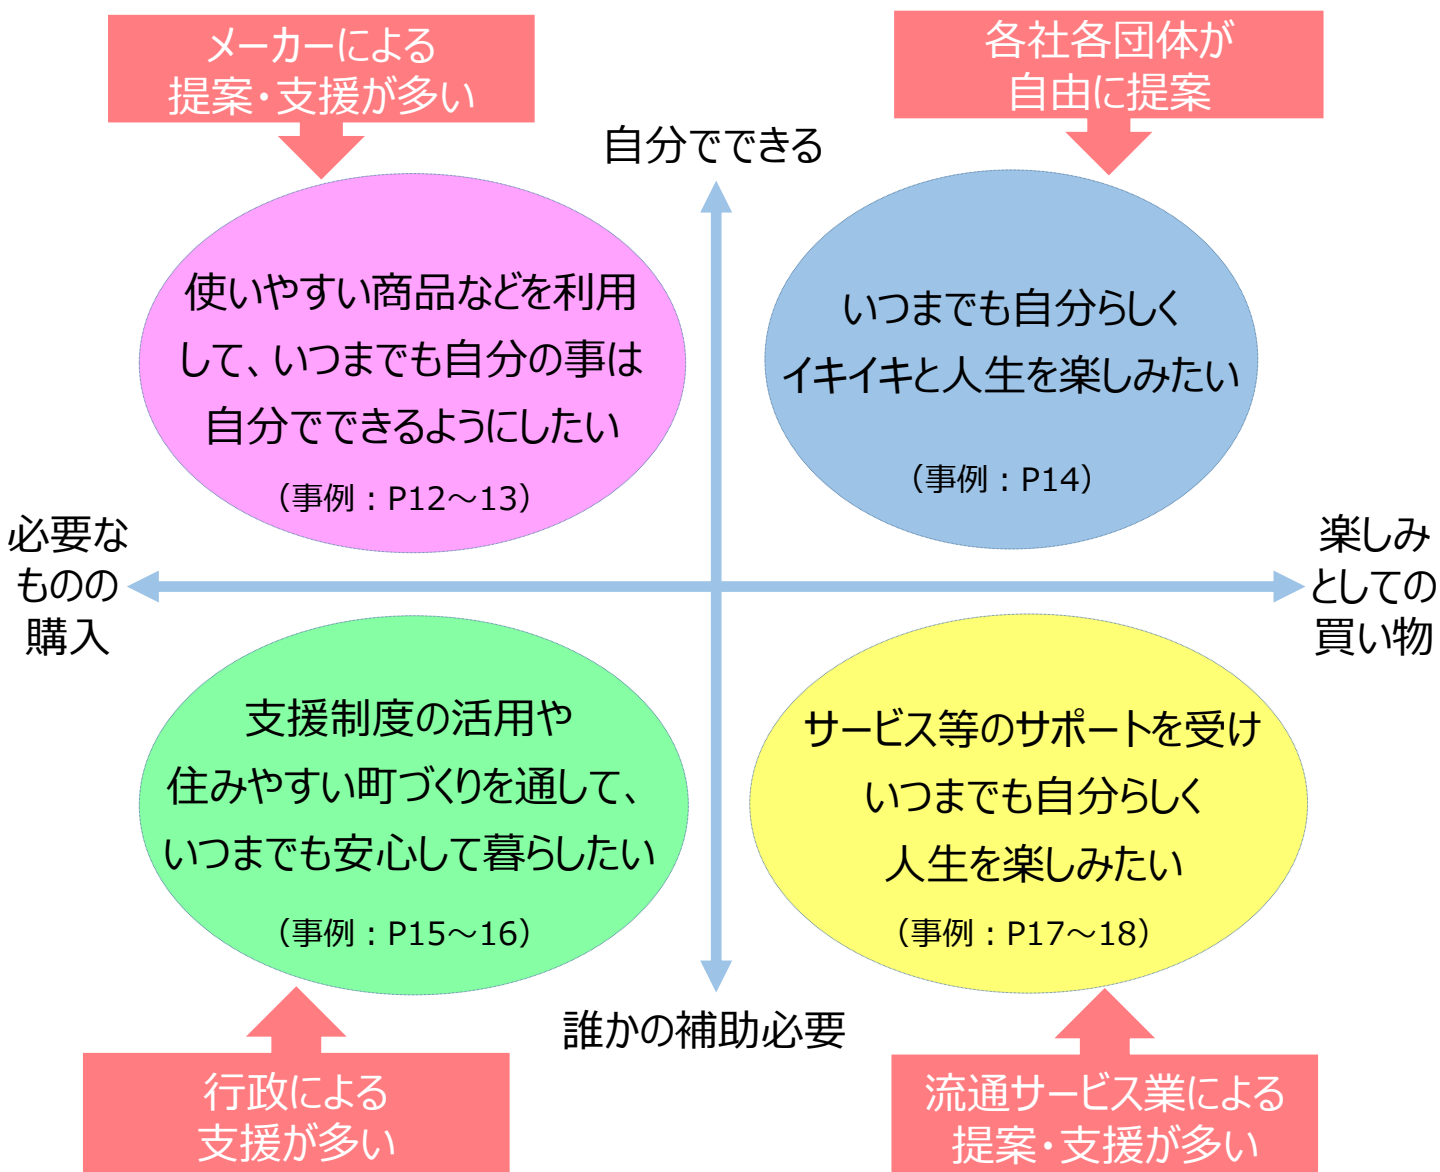 メーカーによる
提案・支援が多い
各社各団体が
自由に提案
自分でできる
使いやすい商品などを利用
して、いつまでも自分の事は
自分でできるようにしたい
（事例：P12～13）
いつまでも自分らしく
イキイキと人生を楽しみたい
（事例：P14）
必要な
ものの
購入
楽しみ
としての
買い物
支援制度の活用や
住みやすい町づくりを通して、
いつまでも安心して暮らしたい
（事例：P15～16）
サービス等のサポートを受け
いつまでも自分らしく
人生を楽しみたい
（事例：P17～18）
誰かの補助必要
行政による
支援が多い
流通サービス業による
提案・支援が多い